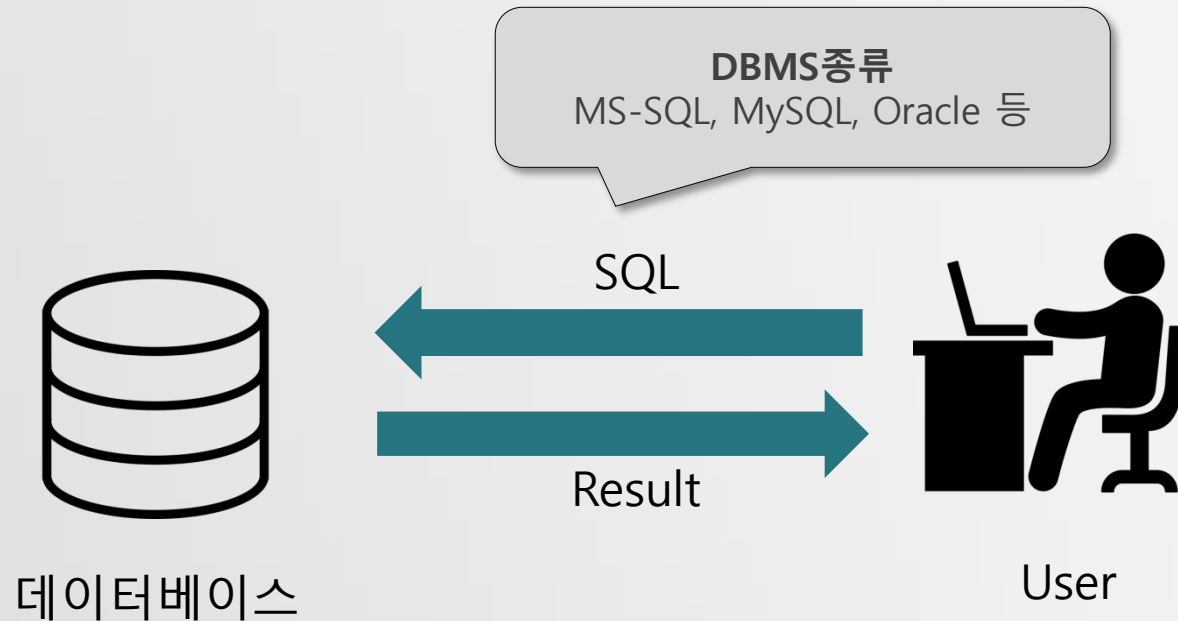 DBMS종류
MS-SQL, MySQL, Oracle 등
SQL
Result
데이터베이스
User